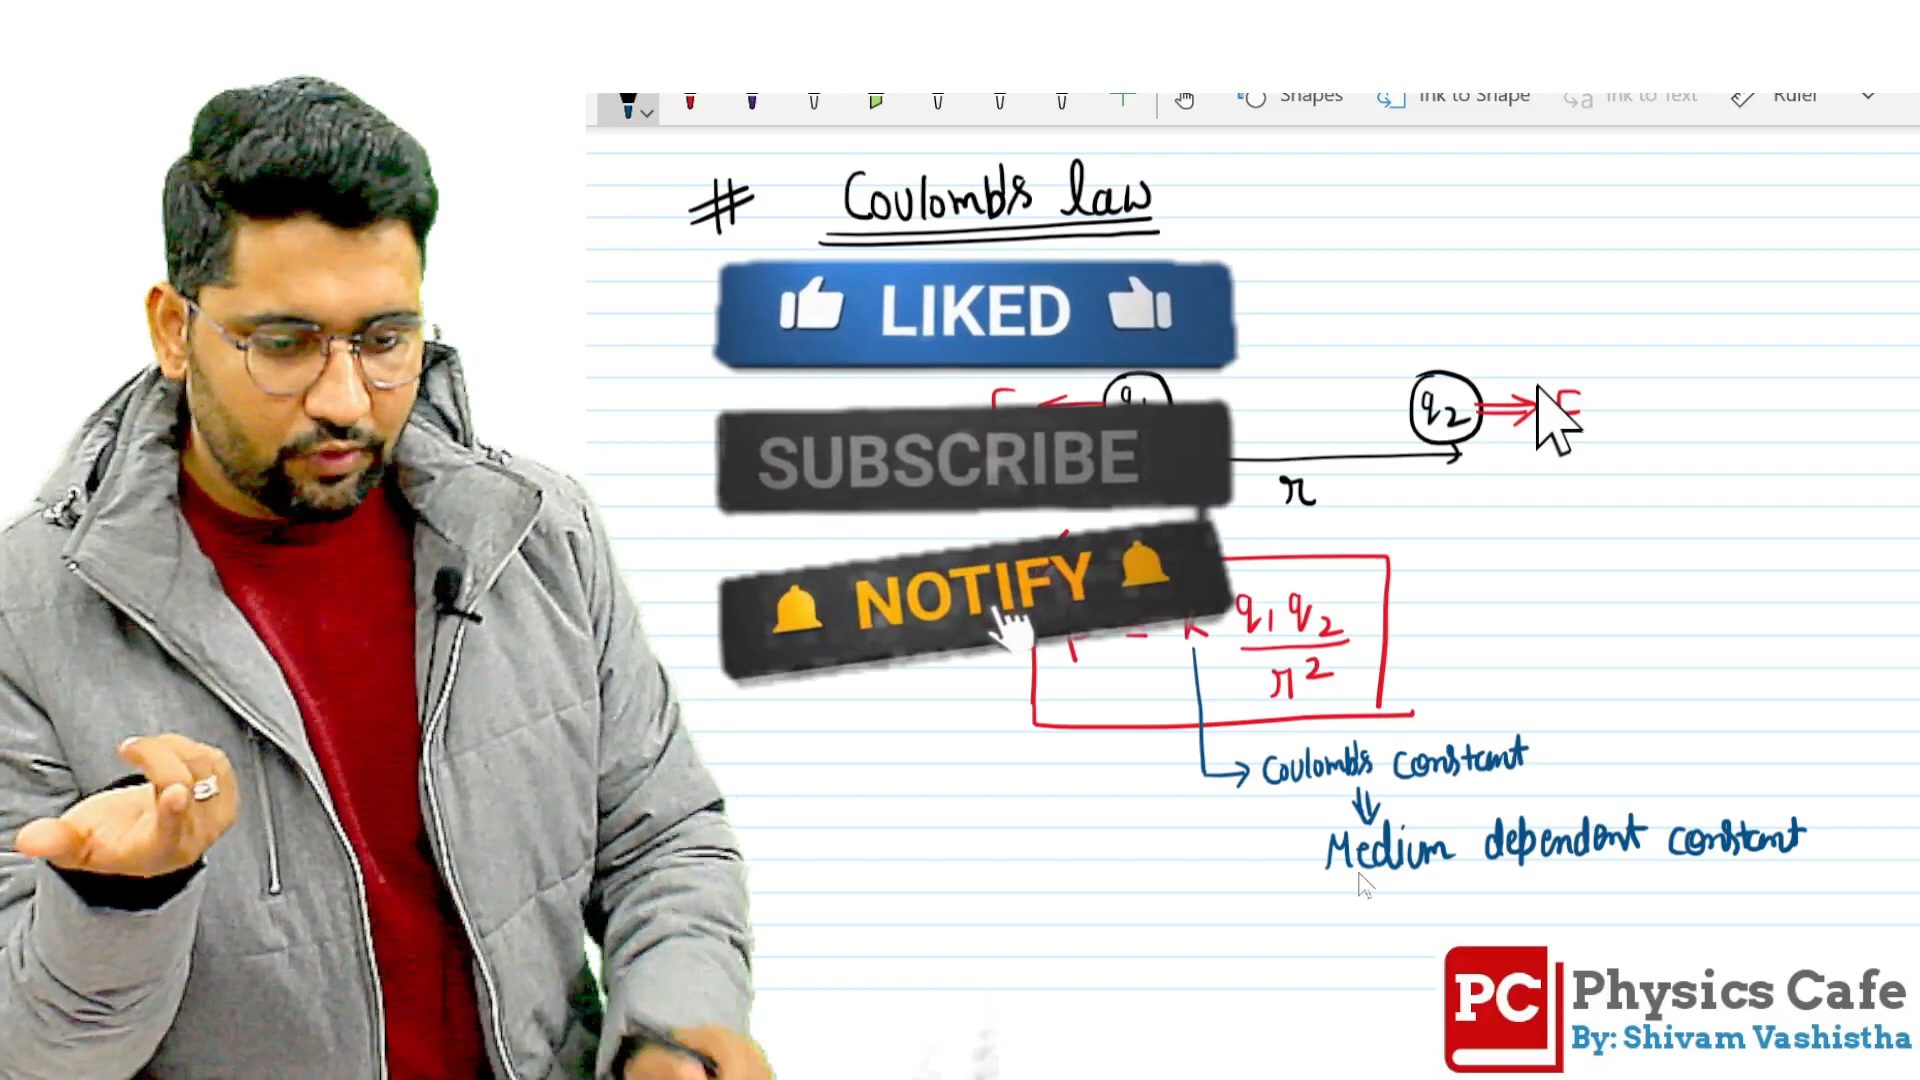 Shapes Ink to Shape Ink to Text Ruler
# Coulomb's law
LIKED
F q1 q2 F
SUBSCRIBE
r
NOTIFY
F = k q1 q2
r2
Coulomb's constant
Medium dependent constant
PC Physics Cafe
By: Shivam Vashistha